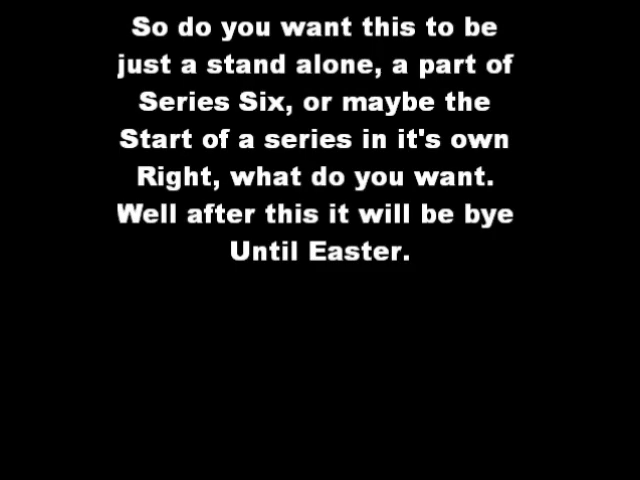 So do you want this to be
just a stand alone, a part of
Series Six, or maybe the
Start of a series in it's own
Right, what do you want.
Well after this it will be bye
Until Easter.